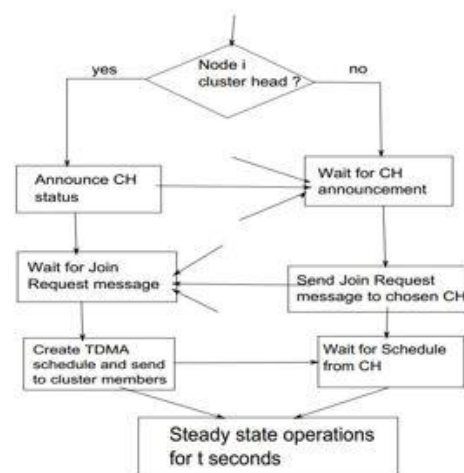 Node i
cluster head ?
yes
no
Announce CH
status
Wait for CH
announcement
Wait for Join
Request message
Send Join Request
message to chosen CH
Create TDMA
schedule and send
to cluster members
Wait for Schedule
from CH
Steady state operations
for t seconds